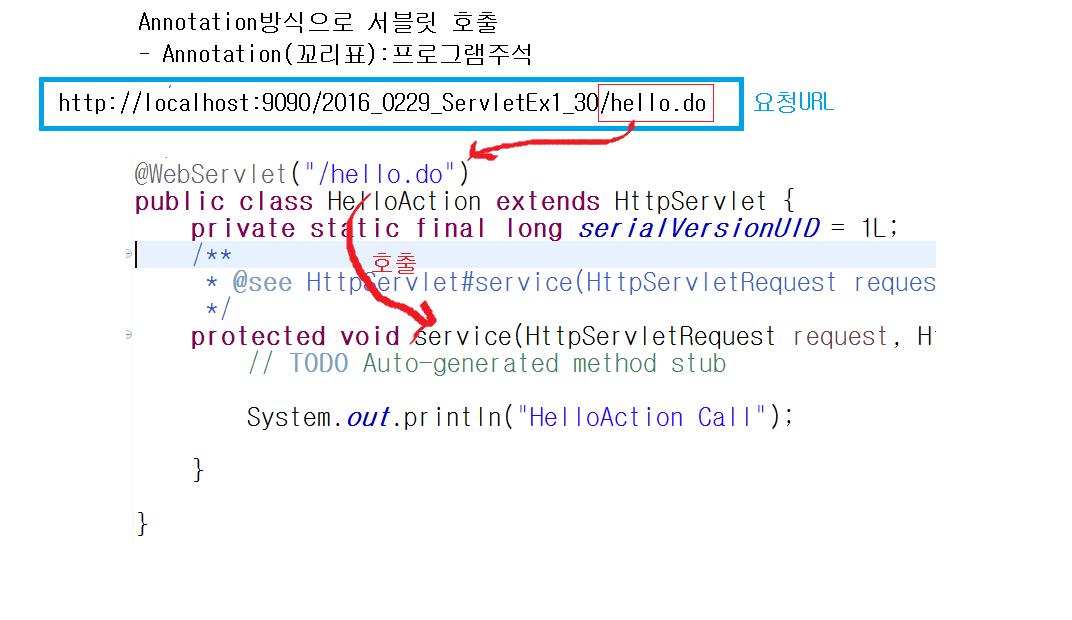 Annotation방식으로 서블릿 호출
- Annotation(꼬리표):프로그램주석
http://localhost:9090/2016_0229_ServletEx1_30/hello.do 요청URL
@WebServlet("/hello.do")
public class HelloAction extends HttpServlet {
private static final long serialVersionUID = 1L;
/**
호출
* @see HttpServlet#service(HttpServletRequest reques
*/
protected void service(HttpServletRequest request, H
// TODO Auto-generated method stub
System.out.println("HelloAction Call");
}
}